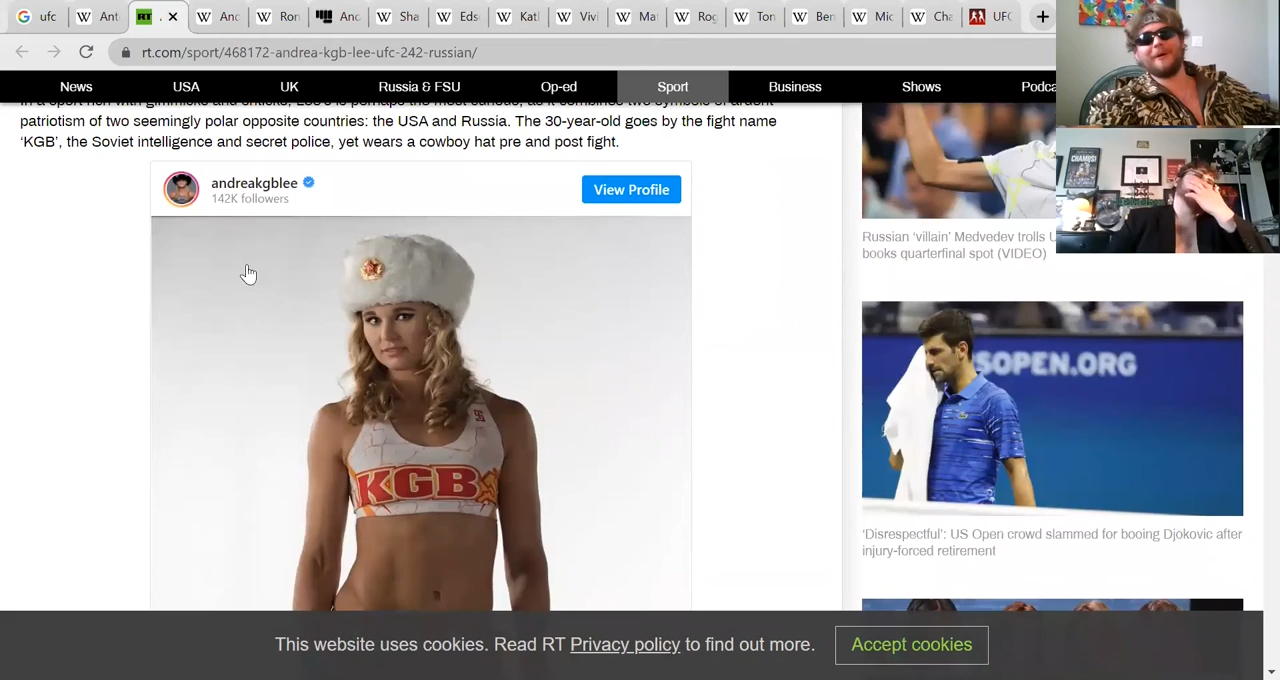 ufc
Ant
RT
Anc
Ron
Anc
Sha
Eds
Kat
Vivi
Ma
Rog
Ton
Ben
Mic
Cha
UFC
rt.com/sport/468172-andrea-kgb-lee-ufc-242-russian/
News
USA
UK
Russia & FSU
Op-ed
Sport
Business
Shows
Podca
patriotism of two seemingly polar opposite countries: the USA and Russia. The 30-year-old goes by the fight name
‘KGB’, the Soviet intelligence and secret police, yet wears a cowboy hat pre and post fight.
andreakgblee
142K followers
View Profile
KGB
Russian ‘villain’ Medvedev trolls U
books quarterfinal spot (VIDEO)
SOPEN.ORG
‘Disrespectful’: US Open crowd slammed for booing Djokovic after
injury-forced retirement
This website uses cookies. Read RT Privacy policy to find out more.
Accept cookies